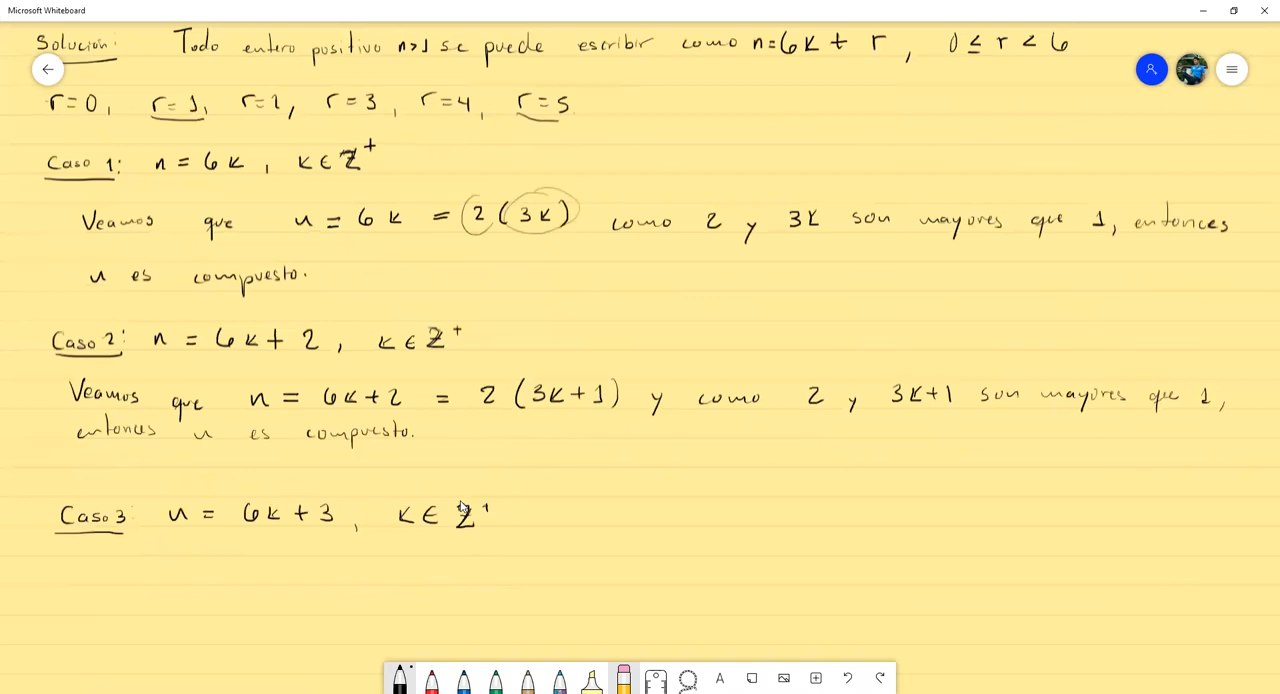 Microsoft Whiteboard
Solución: Todo entero positivo n>1 se puede escribir como n=6k + r, 0 ≤ r < 6
r=0, r=1, r=2, r=3, r=4, r=5
Caso 1: n = 6k, k ∈ Z⁺
Veamos que n = 6k = 2(3k) como 2 y 3k son mayores que 1, entonces
n es compuesto.
Caso 2: n = 6k+2, k ∈ Z⁺
Veamos que n = 6k+2 = 2(3k+1) y como 2 y 3k+1 son mayores que 1,
entonces n es compuesto.
Caso 3: n = 6k+3, k ∈ Z⁺